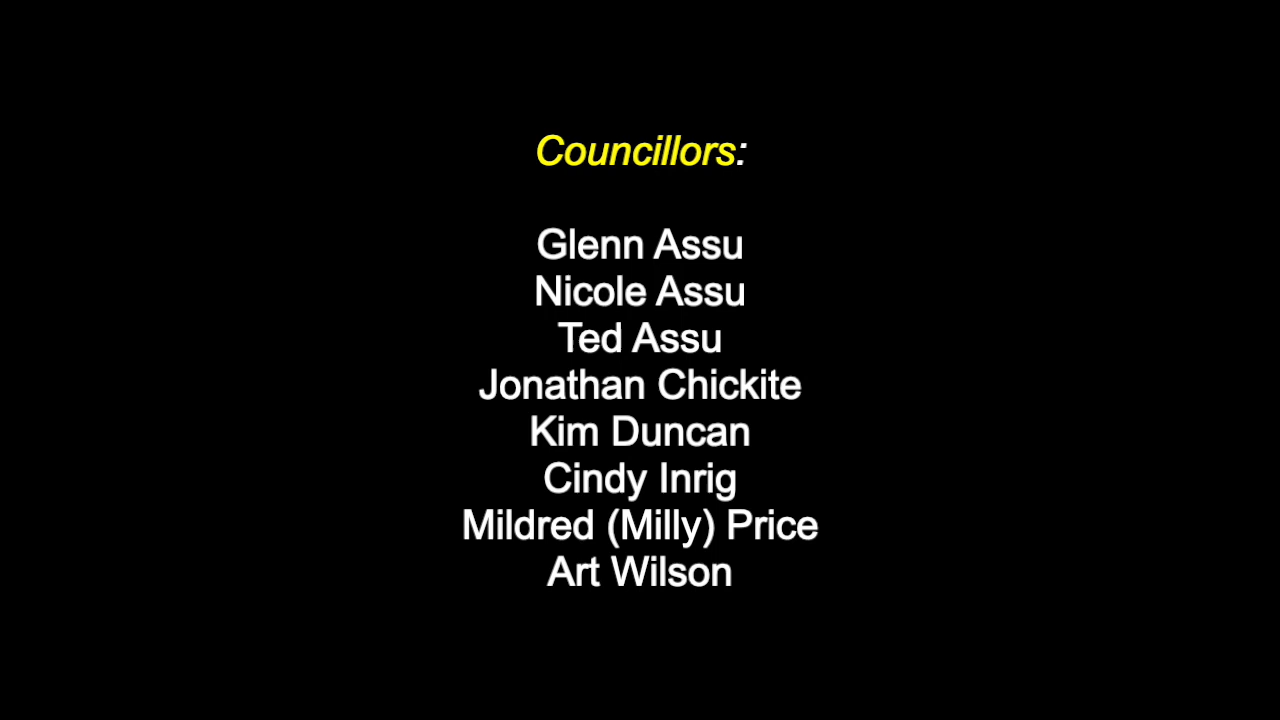 Councillors:
Glenn Assu
Nicole Assu
Ted Assu
Jonathan Chickite
Kim Duncan
Cindy Inrig
Mildred (Milly) Price
Art Wilson